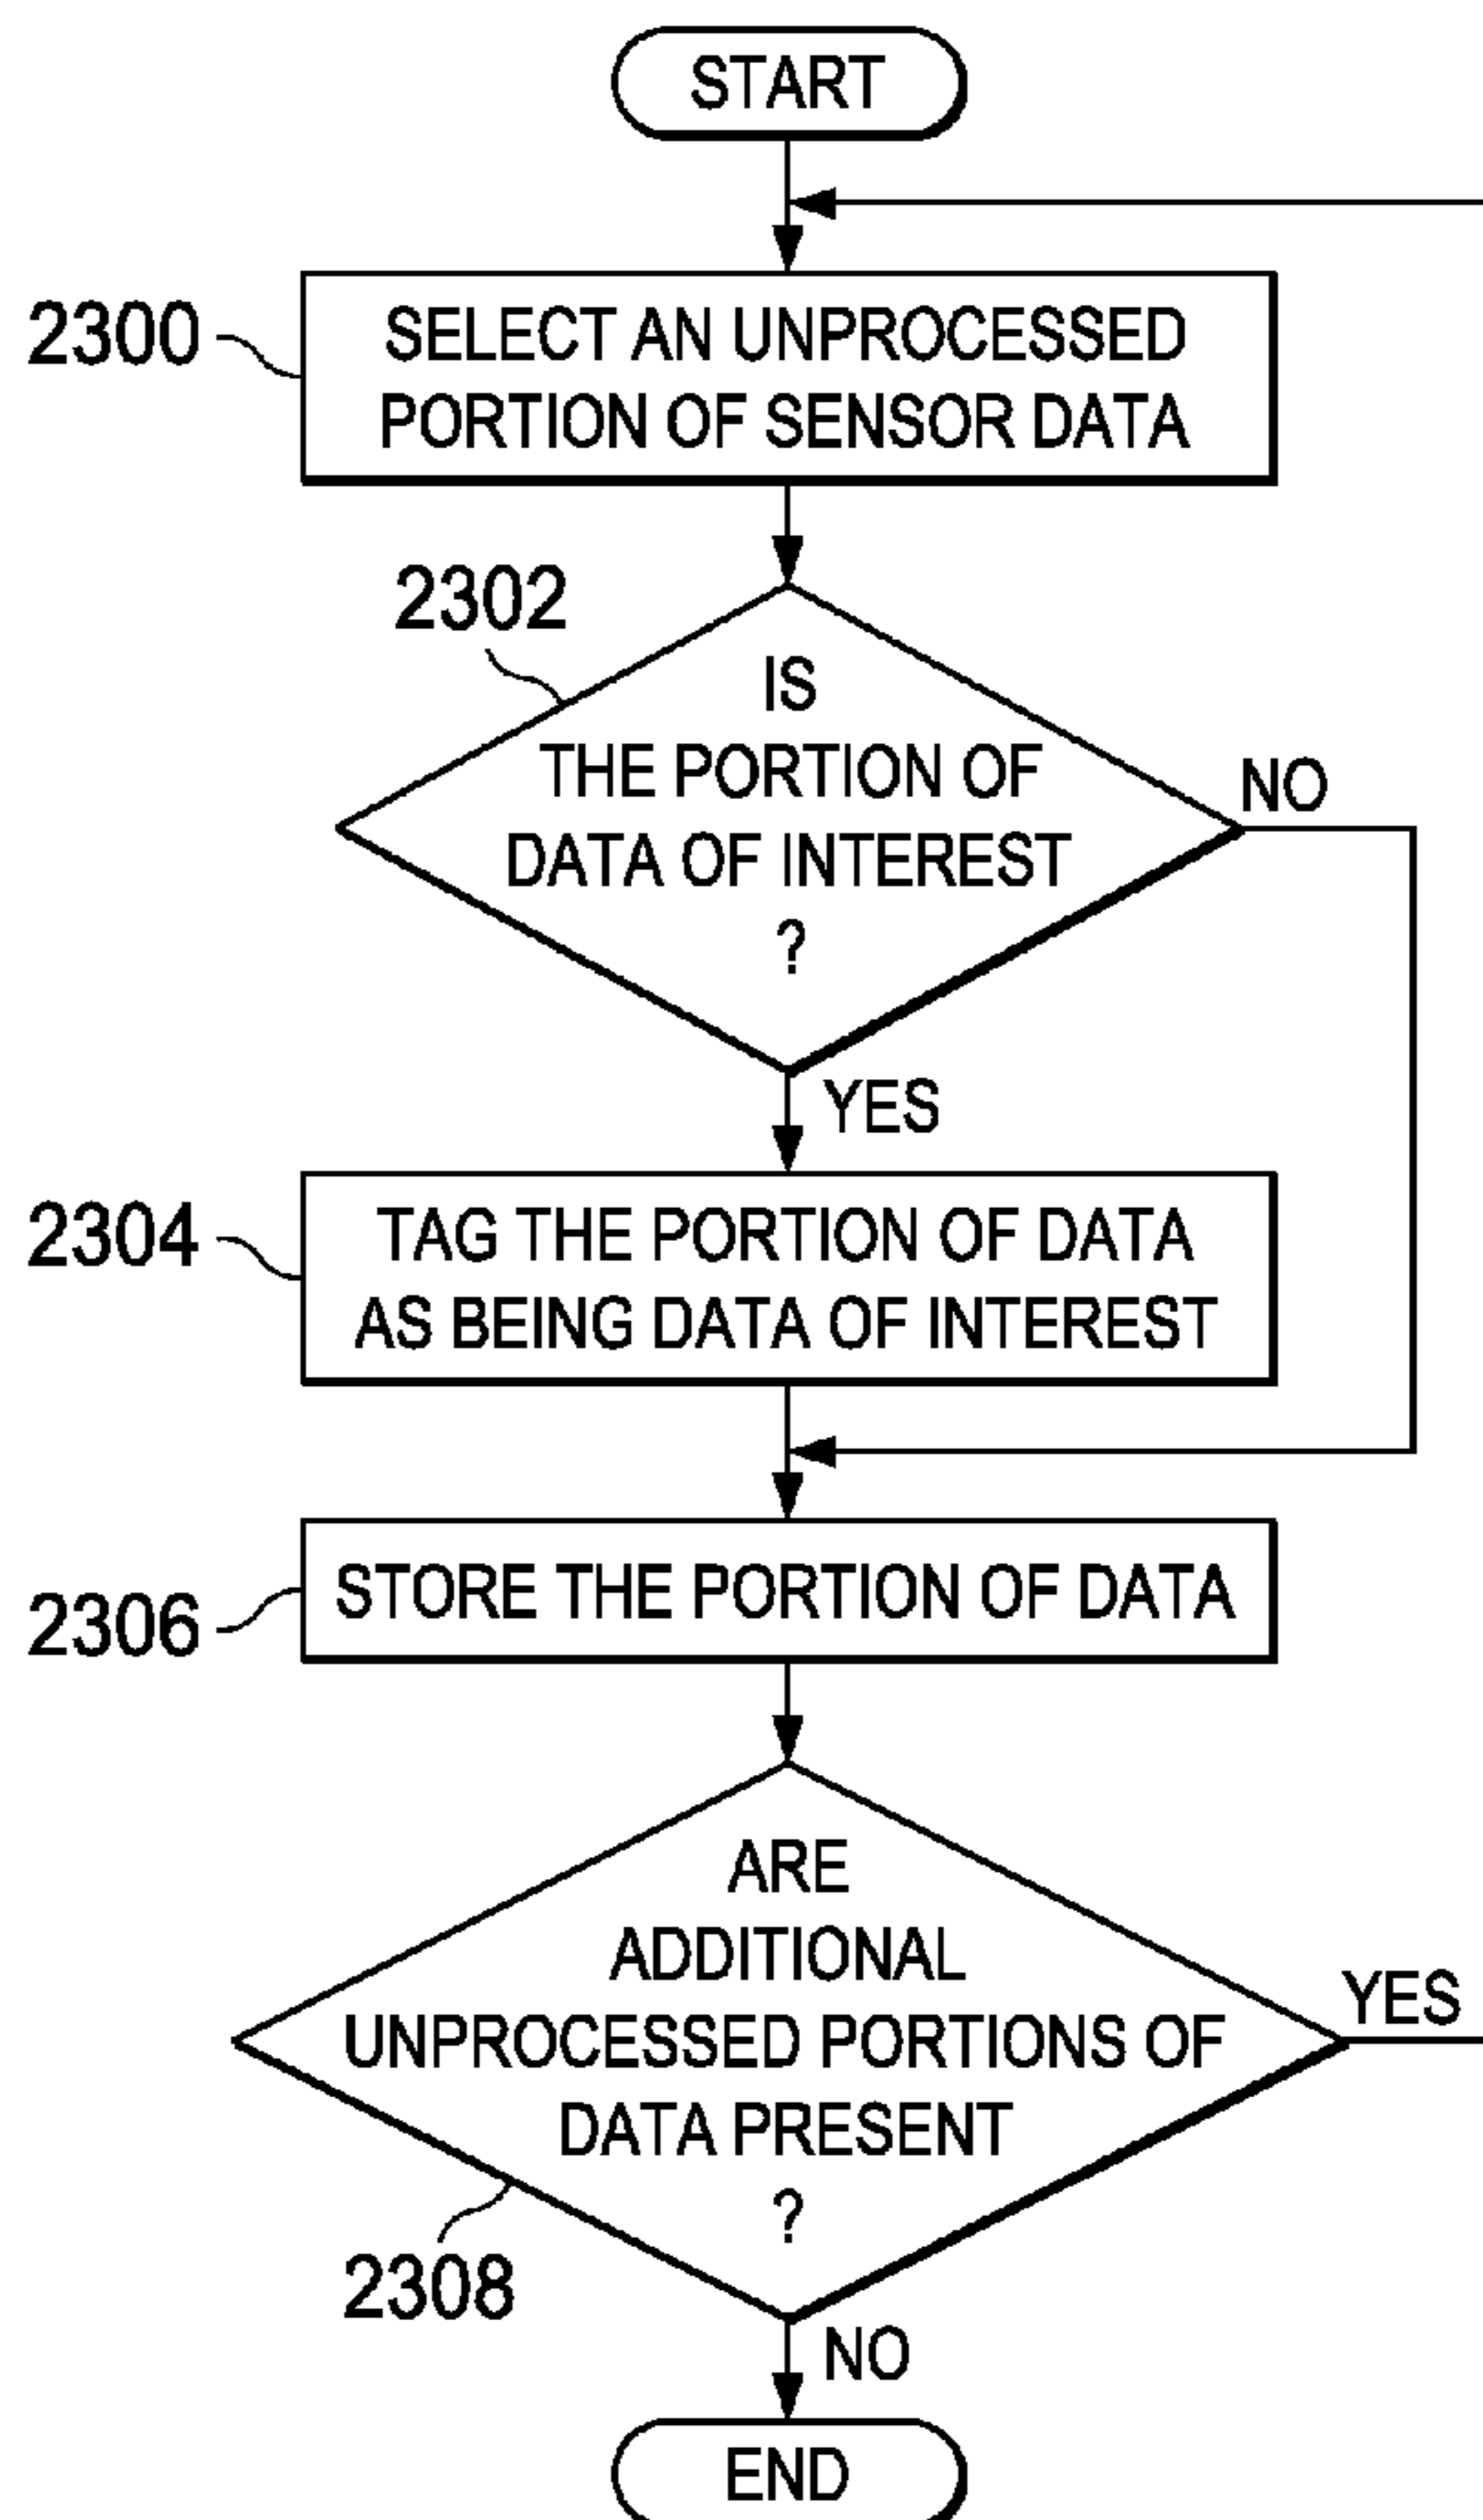 START
2300
SELECT AN UNPROCESSED
PORTION OF SENSOR DATA
2302
IS
THE PORTION OF
DATA OF INTEREST
?
NO
YES
2304
TAG THE PORTION OF DATA
AS BEING DATA OF INTEREST
2306
STORE THE PORTION OF DATA
ARE
ADDITIONAL
UNPROCESSED PORTIONS OF
DATA PRESENT
?
YES
2308
NO
END